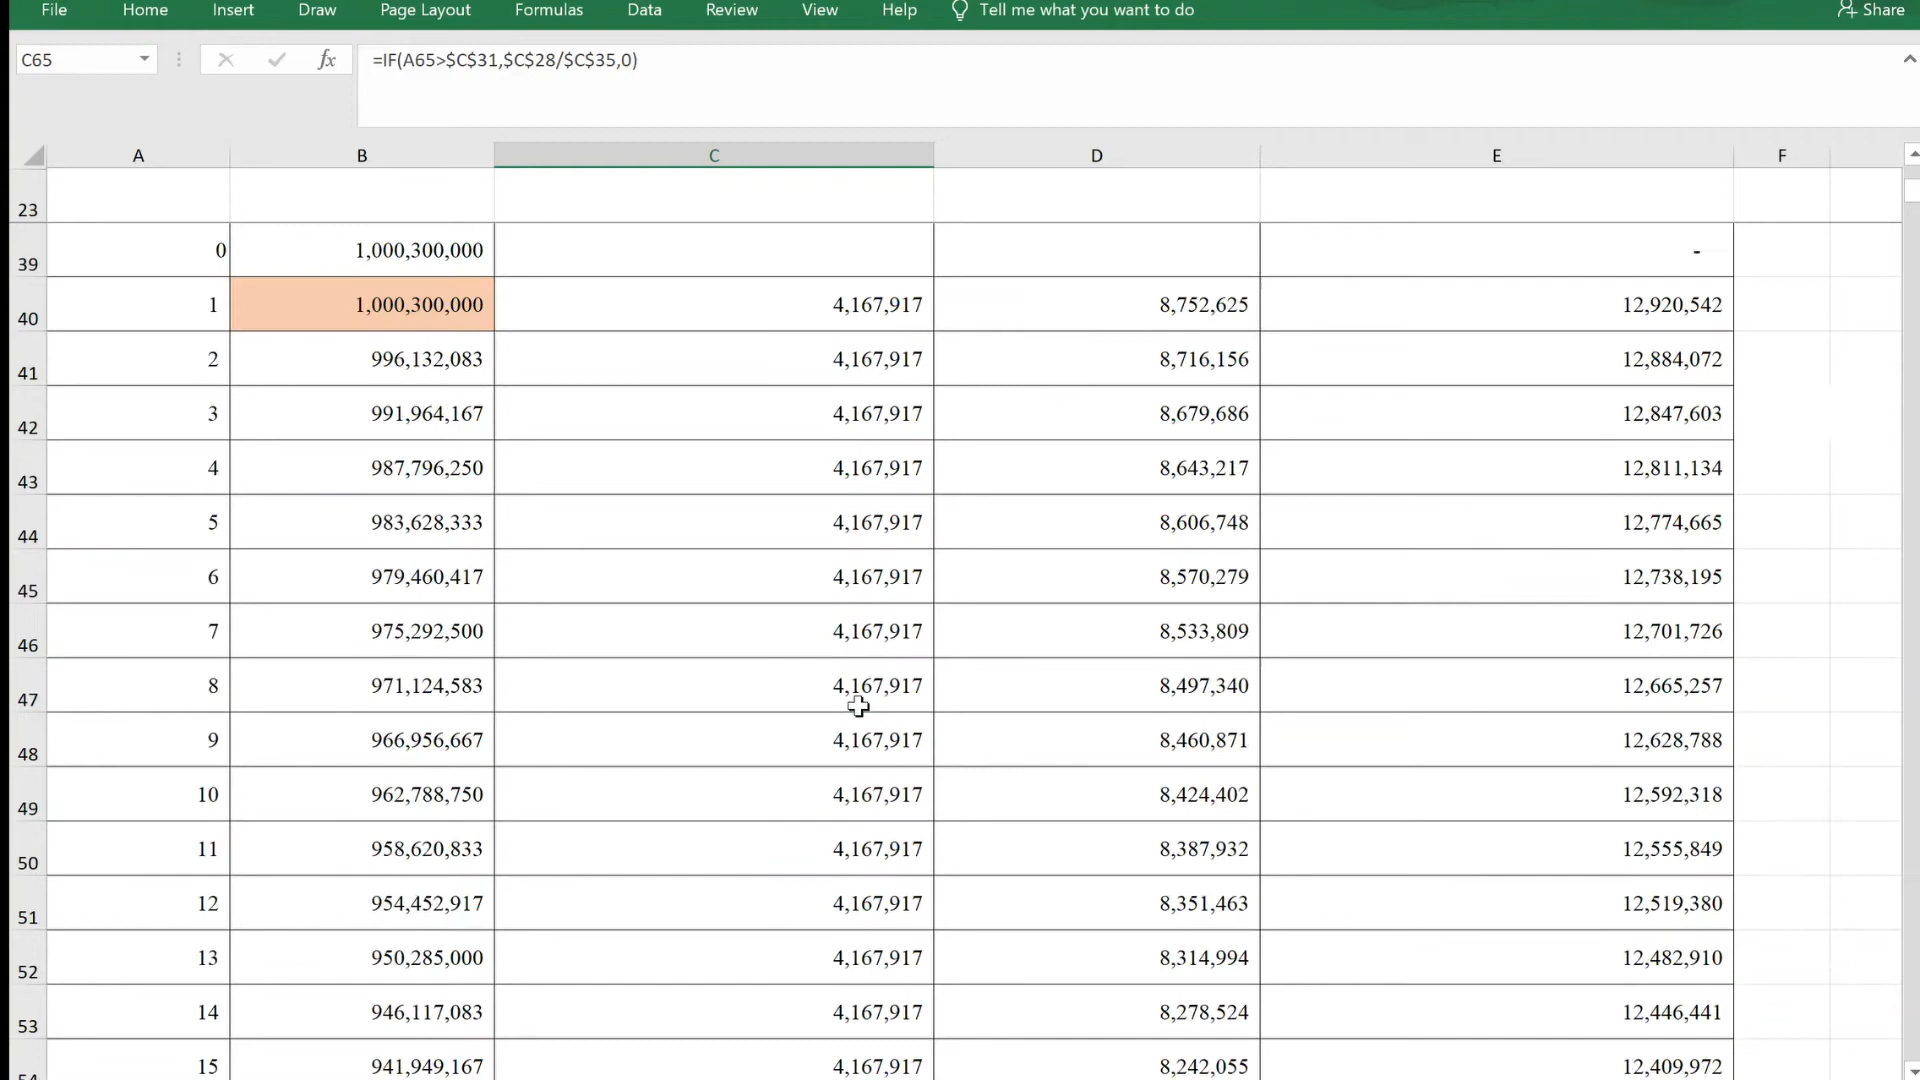 File Home Insert Draw Page Layout Formulas Data Review View Help Tell me what you want to do Share
C65 fx =IF(A65>$C$31,$C$28/$C$35,0)
A B C D E F
23
39 0 1,000,300,000 -
40 1 1,000,300,000 4,167,917 8,752,625 12,920,542
41 2 996,132,083 4,167,917 8,716,156 12,884,072
42 3 991,964,167 4,167,917 8,679,686 12,847,603
43 4 987,796,250 4,167,917 8,643,217 12,811,134
44 5 983,628,333 4,167,917 8,606,748 12,774,665
45 6 979,460,417 4,167,917 8,570,279 12,738,195
46 7 975,292,500 4,167,917 8,533,809 12,701,726
47 8 971,124,583 4,167,917 8,497,340 12,665,257
48 9 966,956,667 4,167,917 8,460,871 12,628,788
49 10 962,788,750 4,167,917 8,424,402 12,592,318
50 11 958,620,833 4,167,917 8,387,932 12,555,849
51 12 954,452,917 4,167,917 8,351,463 12,519,380
52 13 950,285,000 4,167,917 8,314,994 12,482,910
53 14 946,117,083 4,167,917 8,278,524 12,446,441
54 15 941,949,167 4,167,917 8,242,055 12,409,972